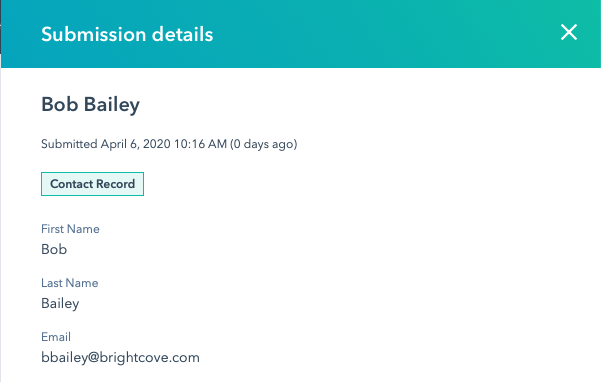 Submission details
Bob Bailey
Submitted April 6, 2020 10:16 AM (0 days ago)
Contact Record
First Name
Bob
Last Name
Bailey
Email
bbailey@brightcove.com